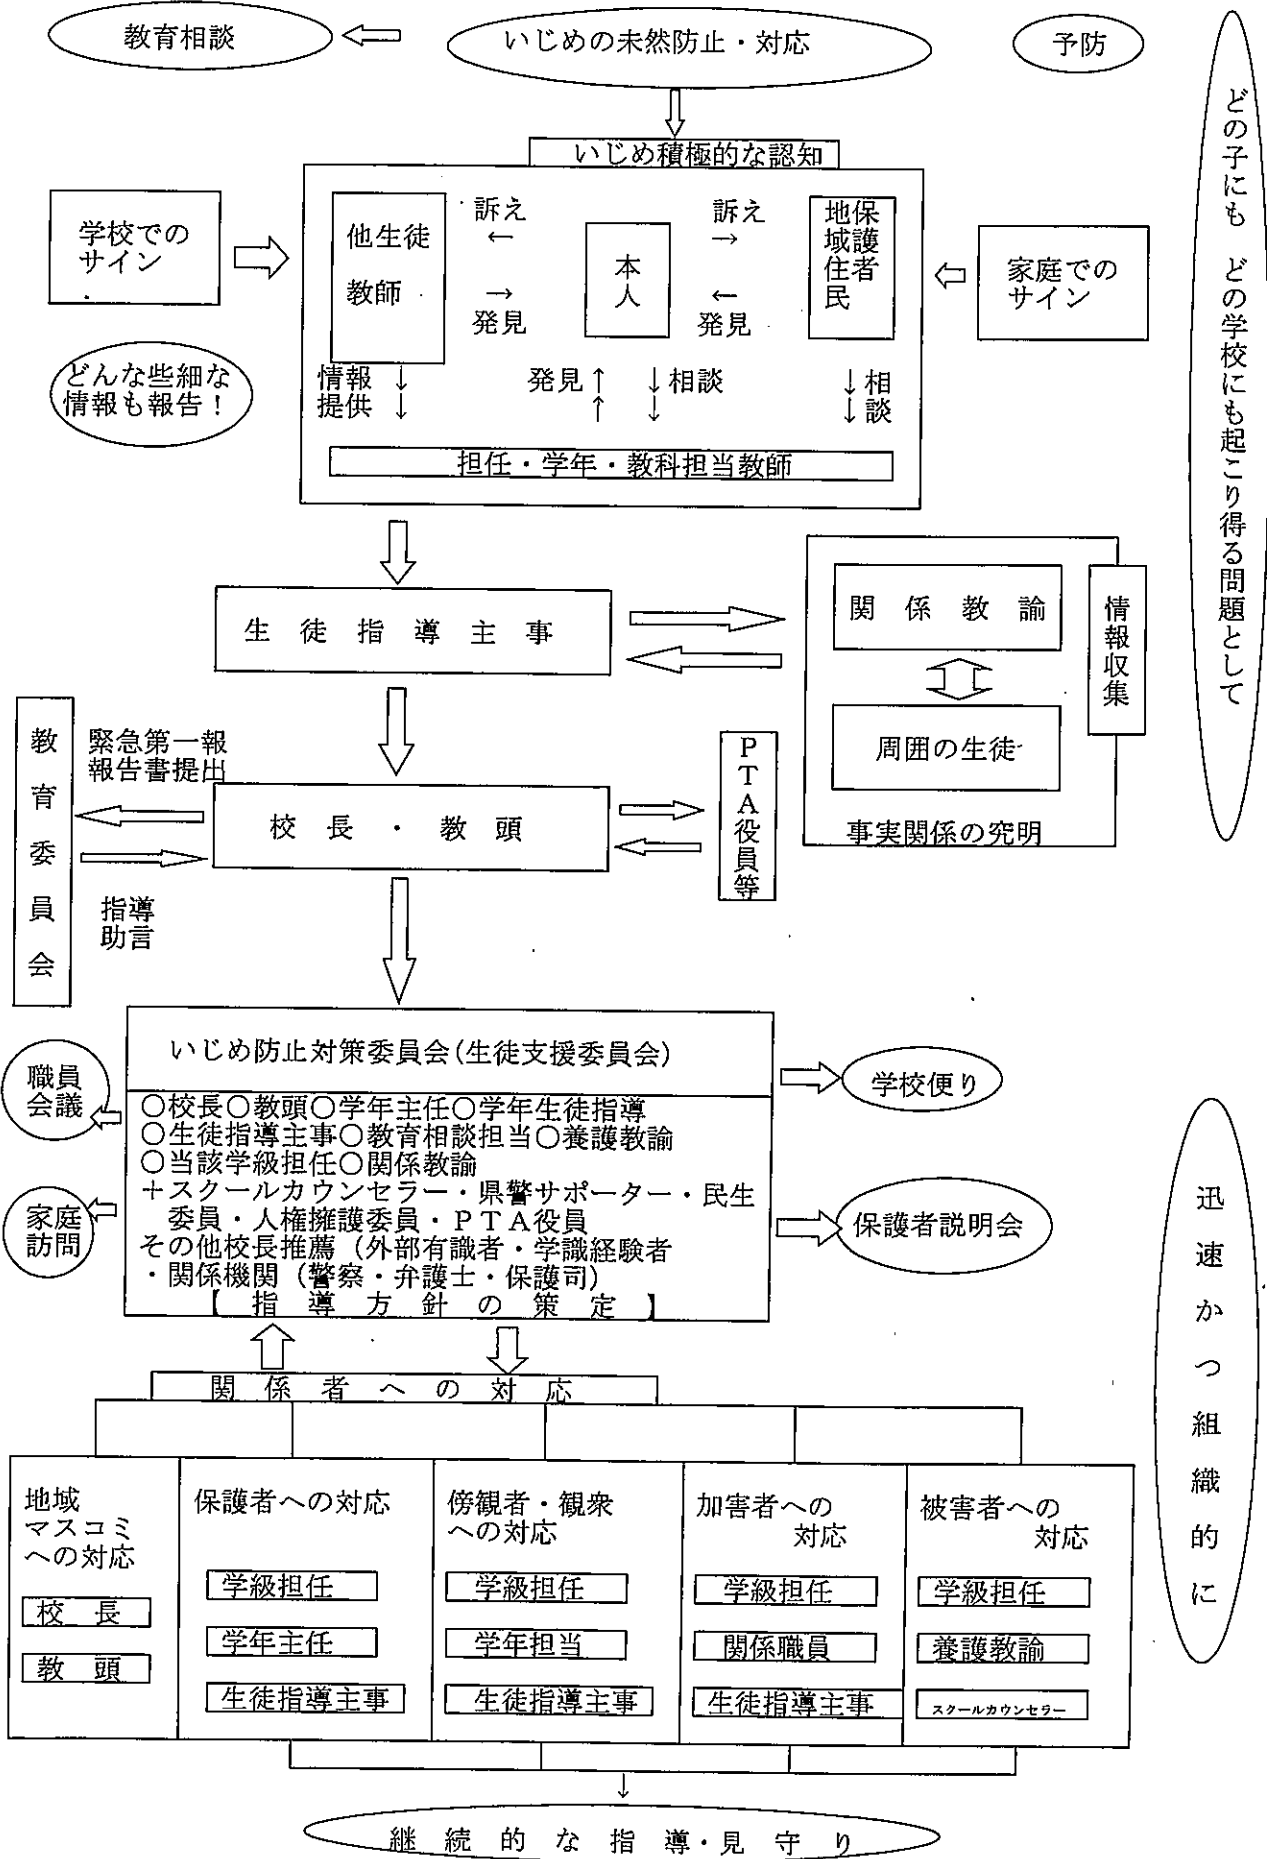 教育相談
いじめの未然防止・対応
予防
どの子にも どの学校にも起こり得る問題として
いじめ積極的な認知
学校での
サイン
他生徒
教師
訴え
←
→
発見
本
人
訴え
→
←
発見
地域住民
保護者
家庭での
サイン
どんな些細な
情報も報告！
情報 ↓
提供 ↓
発見↑ ↓相談
↑ ↓
↓相
↓談
担任・学年・教科担当教師
生徒指導主事
関係教諭
周囲の生徒
情報収集
事実関係の究明
教育委員会
緊急第一報
報告書提出
指導
助言
校長・教頭
PTA役員等
いじめ防止対策委員会(生徒支援委員会)
○校長○教頭○学年主任○学年生徒指導
○生徒指導主事○教育相談担当○養護教諭
○当該学級担任○関係教諭
＋スクールカウンセラー・県警サポーター・民生
委員・人権擁護委員・PTA役員
その他校長推薦（外部有識者・学識経験者
・関係機関（警察・弁護士・保護司）
【指導方針の策定】
職員
会議
家庭
訪問
学校便り
保護者説明会
迅速かつ組織的に
関係者への対応
地域
マスコミ
への対応
校長
教頭
保護者への対応
学級担任
学年主任
生徒指導主事
傍観者・観衆
への対応
学級担任
学年担当
生徒指導主事
加害者への
対応
学級担任
関係職員
生徒指導主事
被害者への
対応
学級担任
養護教諭
スクールカウンセラー
↓
継続的な指導・見守り